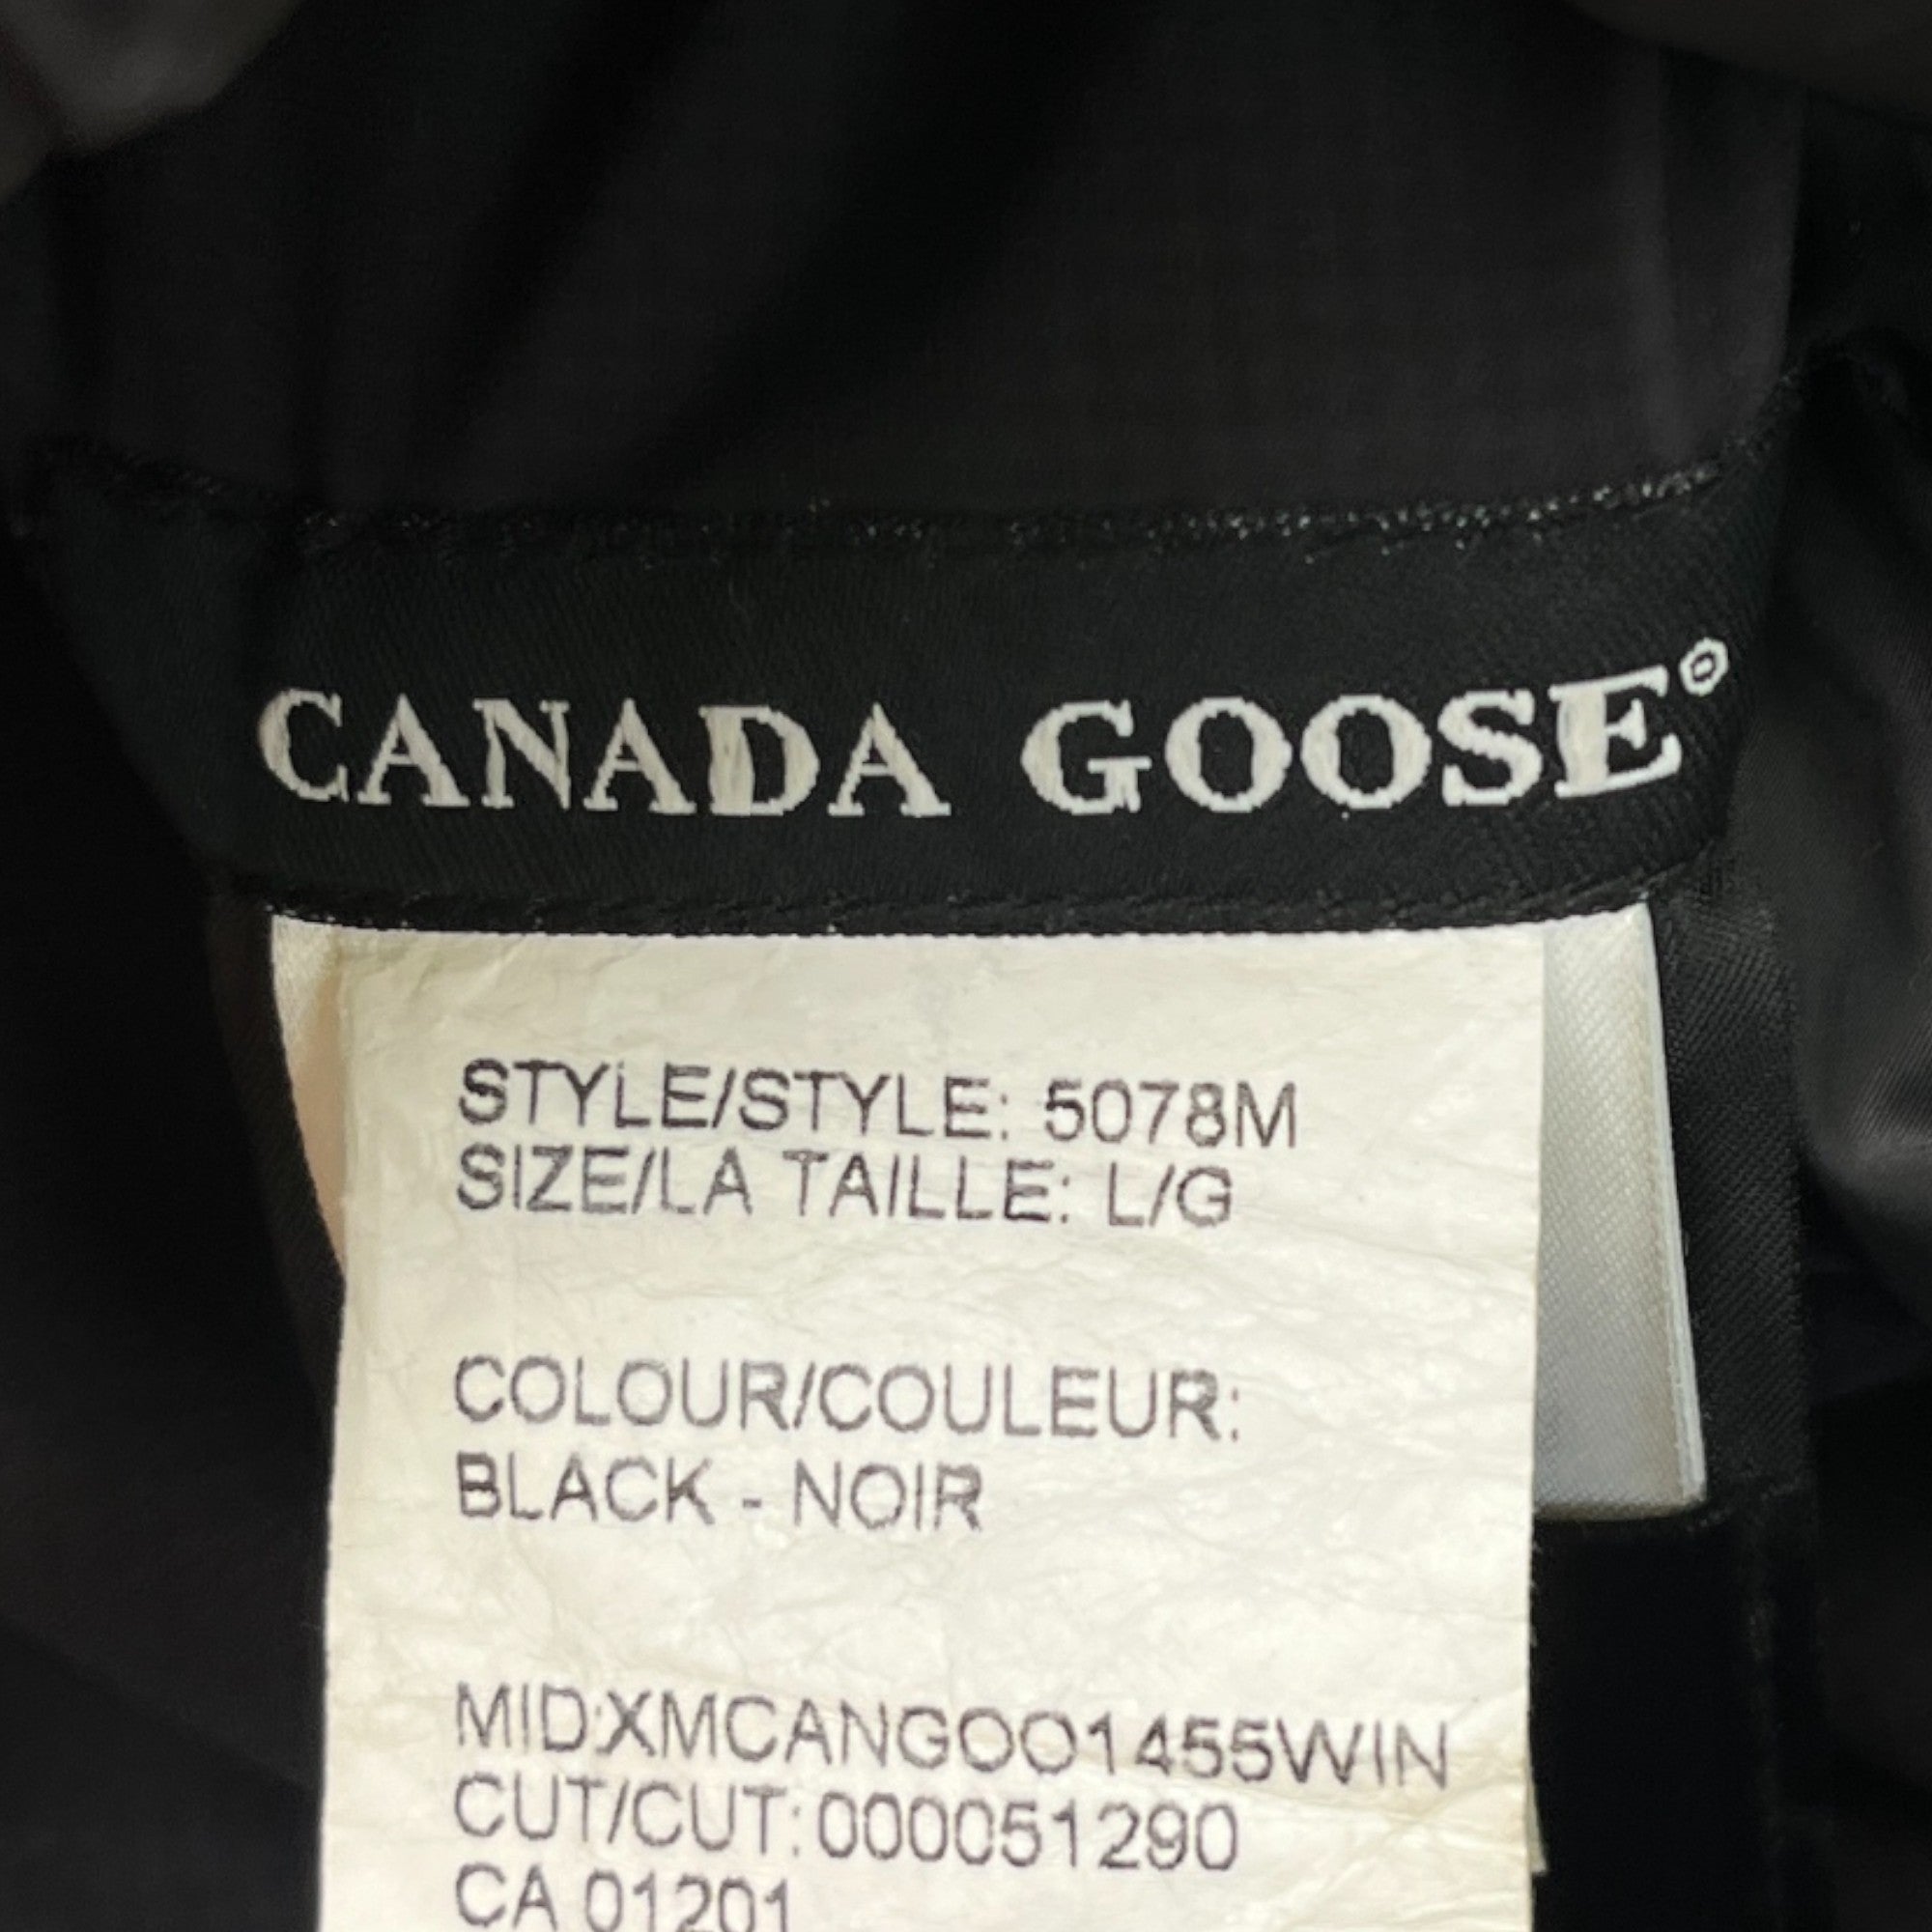 CANADA GOOSE®
STYLE/STYLE: 5078M
SIZE/LA TAILLE: L/G
COLOUR/COULEUR:
BLACK - NOIR
MID:XMCANGOO1455WIN
CUT/CUT:000051290
CA 01201